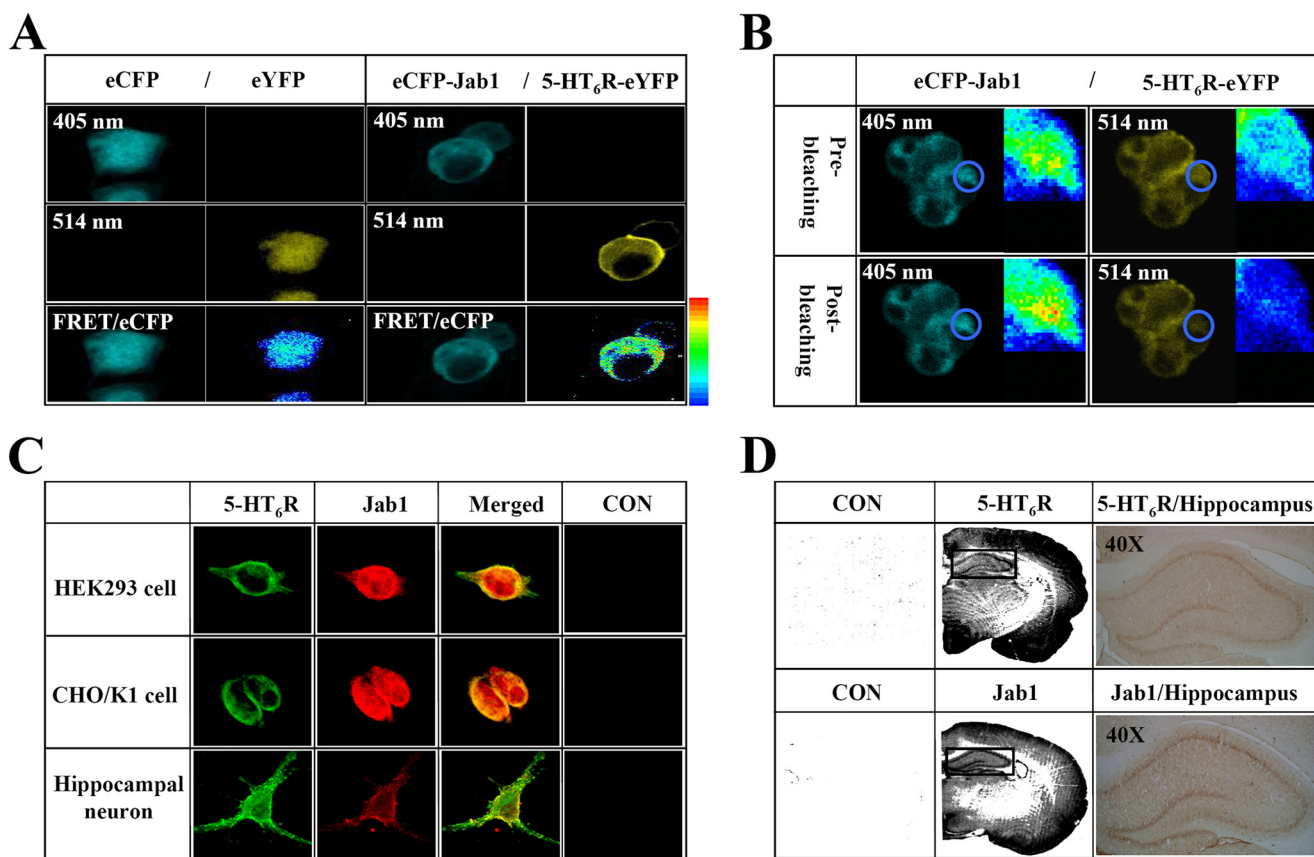 A
eCFP / eYFP eCFP-Jab1 / 5-HT₆R-eYFP
405 nm 405 nm
514 nm 514 nm
FRET/eCFP FRET/eCFP
B
eCFP-Jab1 / 5-HT₆R-eYFP
Pre-
bleaching
405 nm 514 nm
Post-
bleaching
405 nm 514 nm
C
5-HT₆R Jab1 Merged CON
HEK293 cell
CHO/K1 cell
Hippocampal
neuron
D
CON 5-HT₆R 5-HT₆R/Hippocampus
40X
CON Jab1 Jab1/Hippocampus
40X